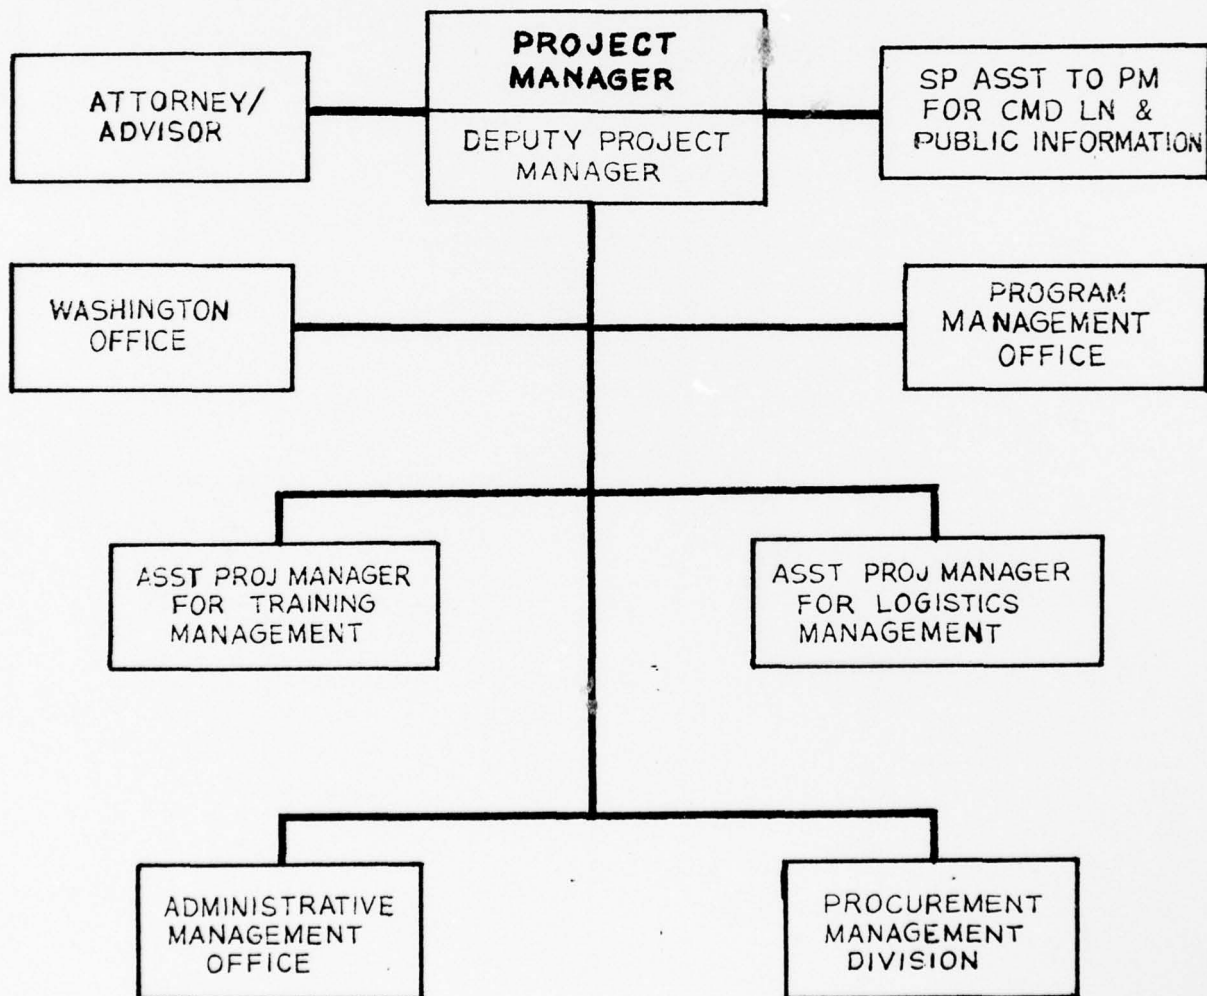 PROJECT
MANAGER
DEPUTY PROJECT
MANAGER
ATTORNEY/
ADVISOR
SP ASST TO PM
FOR CMD LN &
PUBLIC INFORMATION
WASHINGTON
OFFICE
PROGRAM
MANAGEMENT
OFFICE
ASST PROJ MANAGER
FOR TRAINING
MANAGEMENT
ASST PROJ MANAGER
FOR LOGISTICS
MANAGEMENT
ADMINISTRATIVE
MANAGEMENT
OFFICE
PROCUREMENT
MANAGEMENT
DIVISION